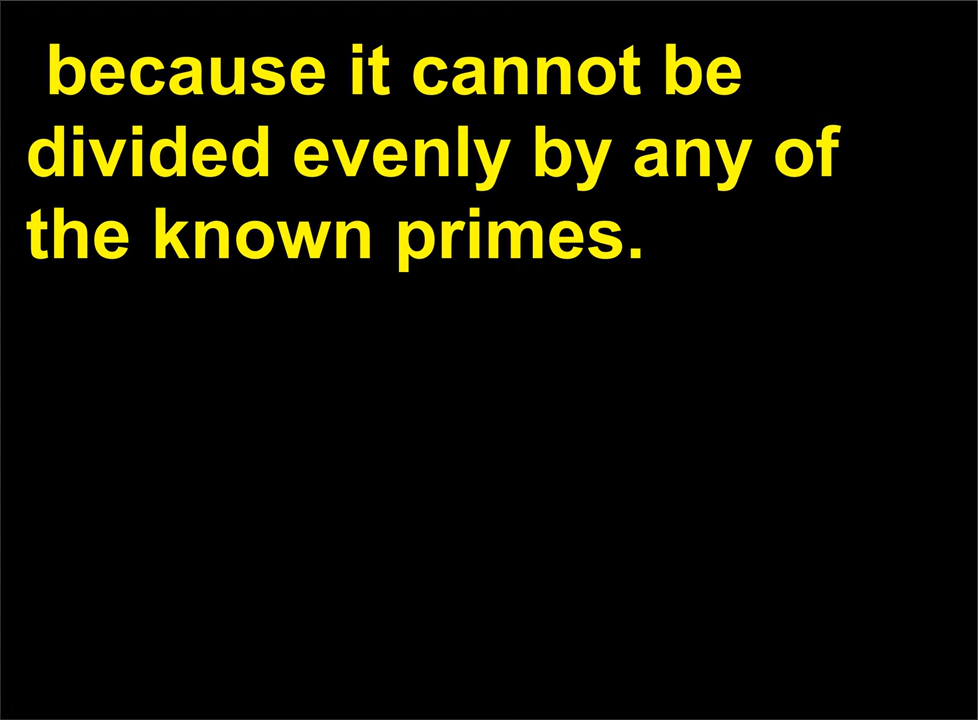 because it cannot be
divided evenly by any of
the known primes.